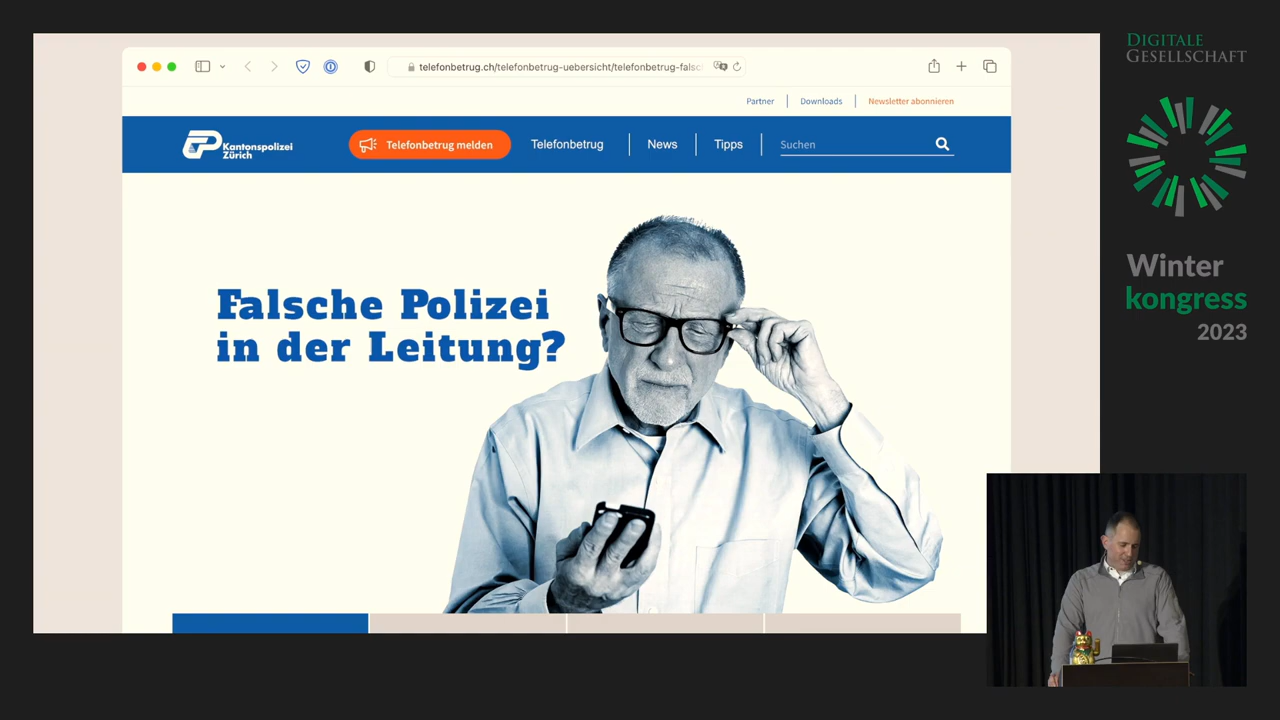 telefonbetrug.ch/telefonbetrug-uebersicht/telefonbetrug-falsc
Partner
Downloads
Newsletter abonnieren
Kantonspolizei
Zürich
Telefonbetrug melden
Telefonbetrug
News
Tipps
Suchen
Falsche Polizei
in der Leitung?
DIGITALE
GESELLSCHAFT
Winter
kongress
2023